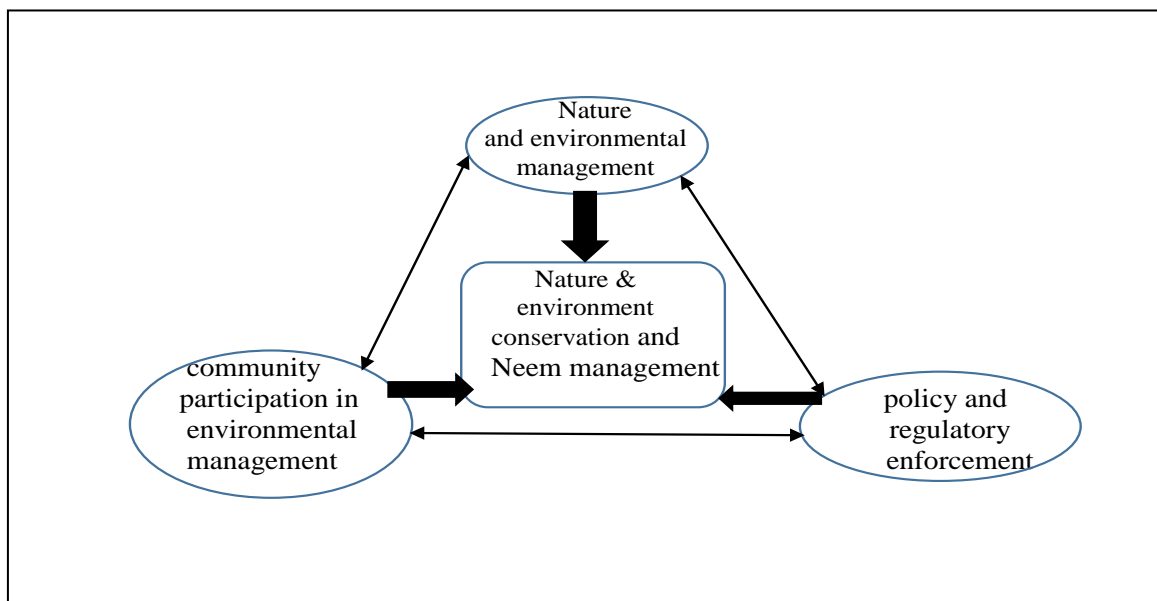 Nature
and environmental
management
Nature &
environment
conservation and
Neem management
community
participation in
environmental
management
policy and
regulatory
enforcement